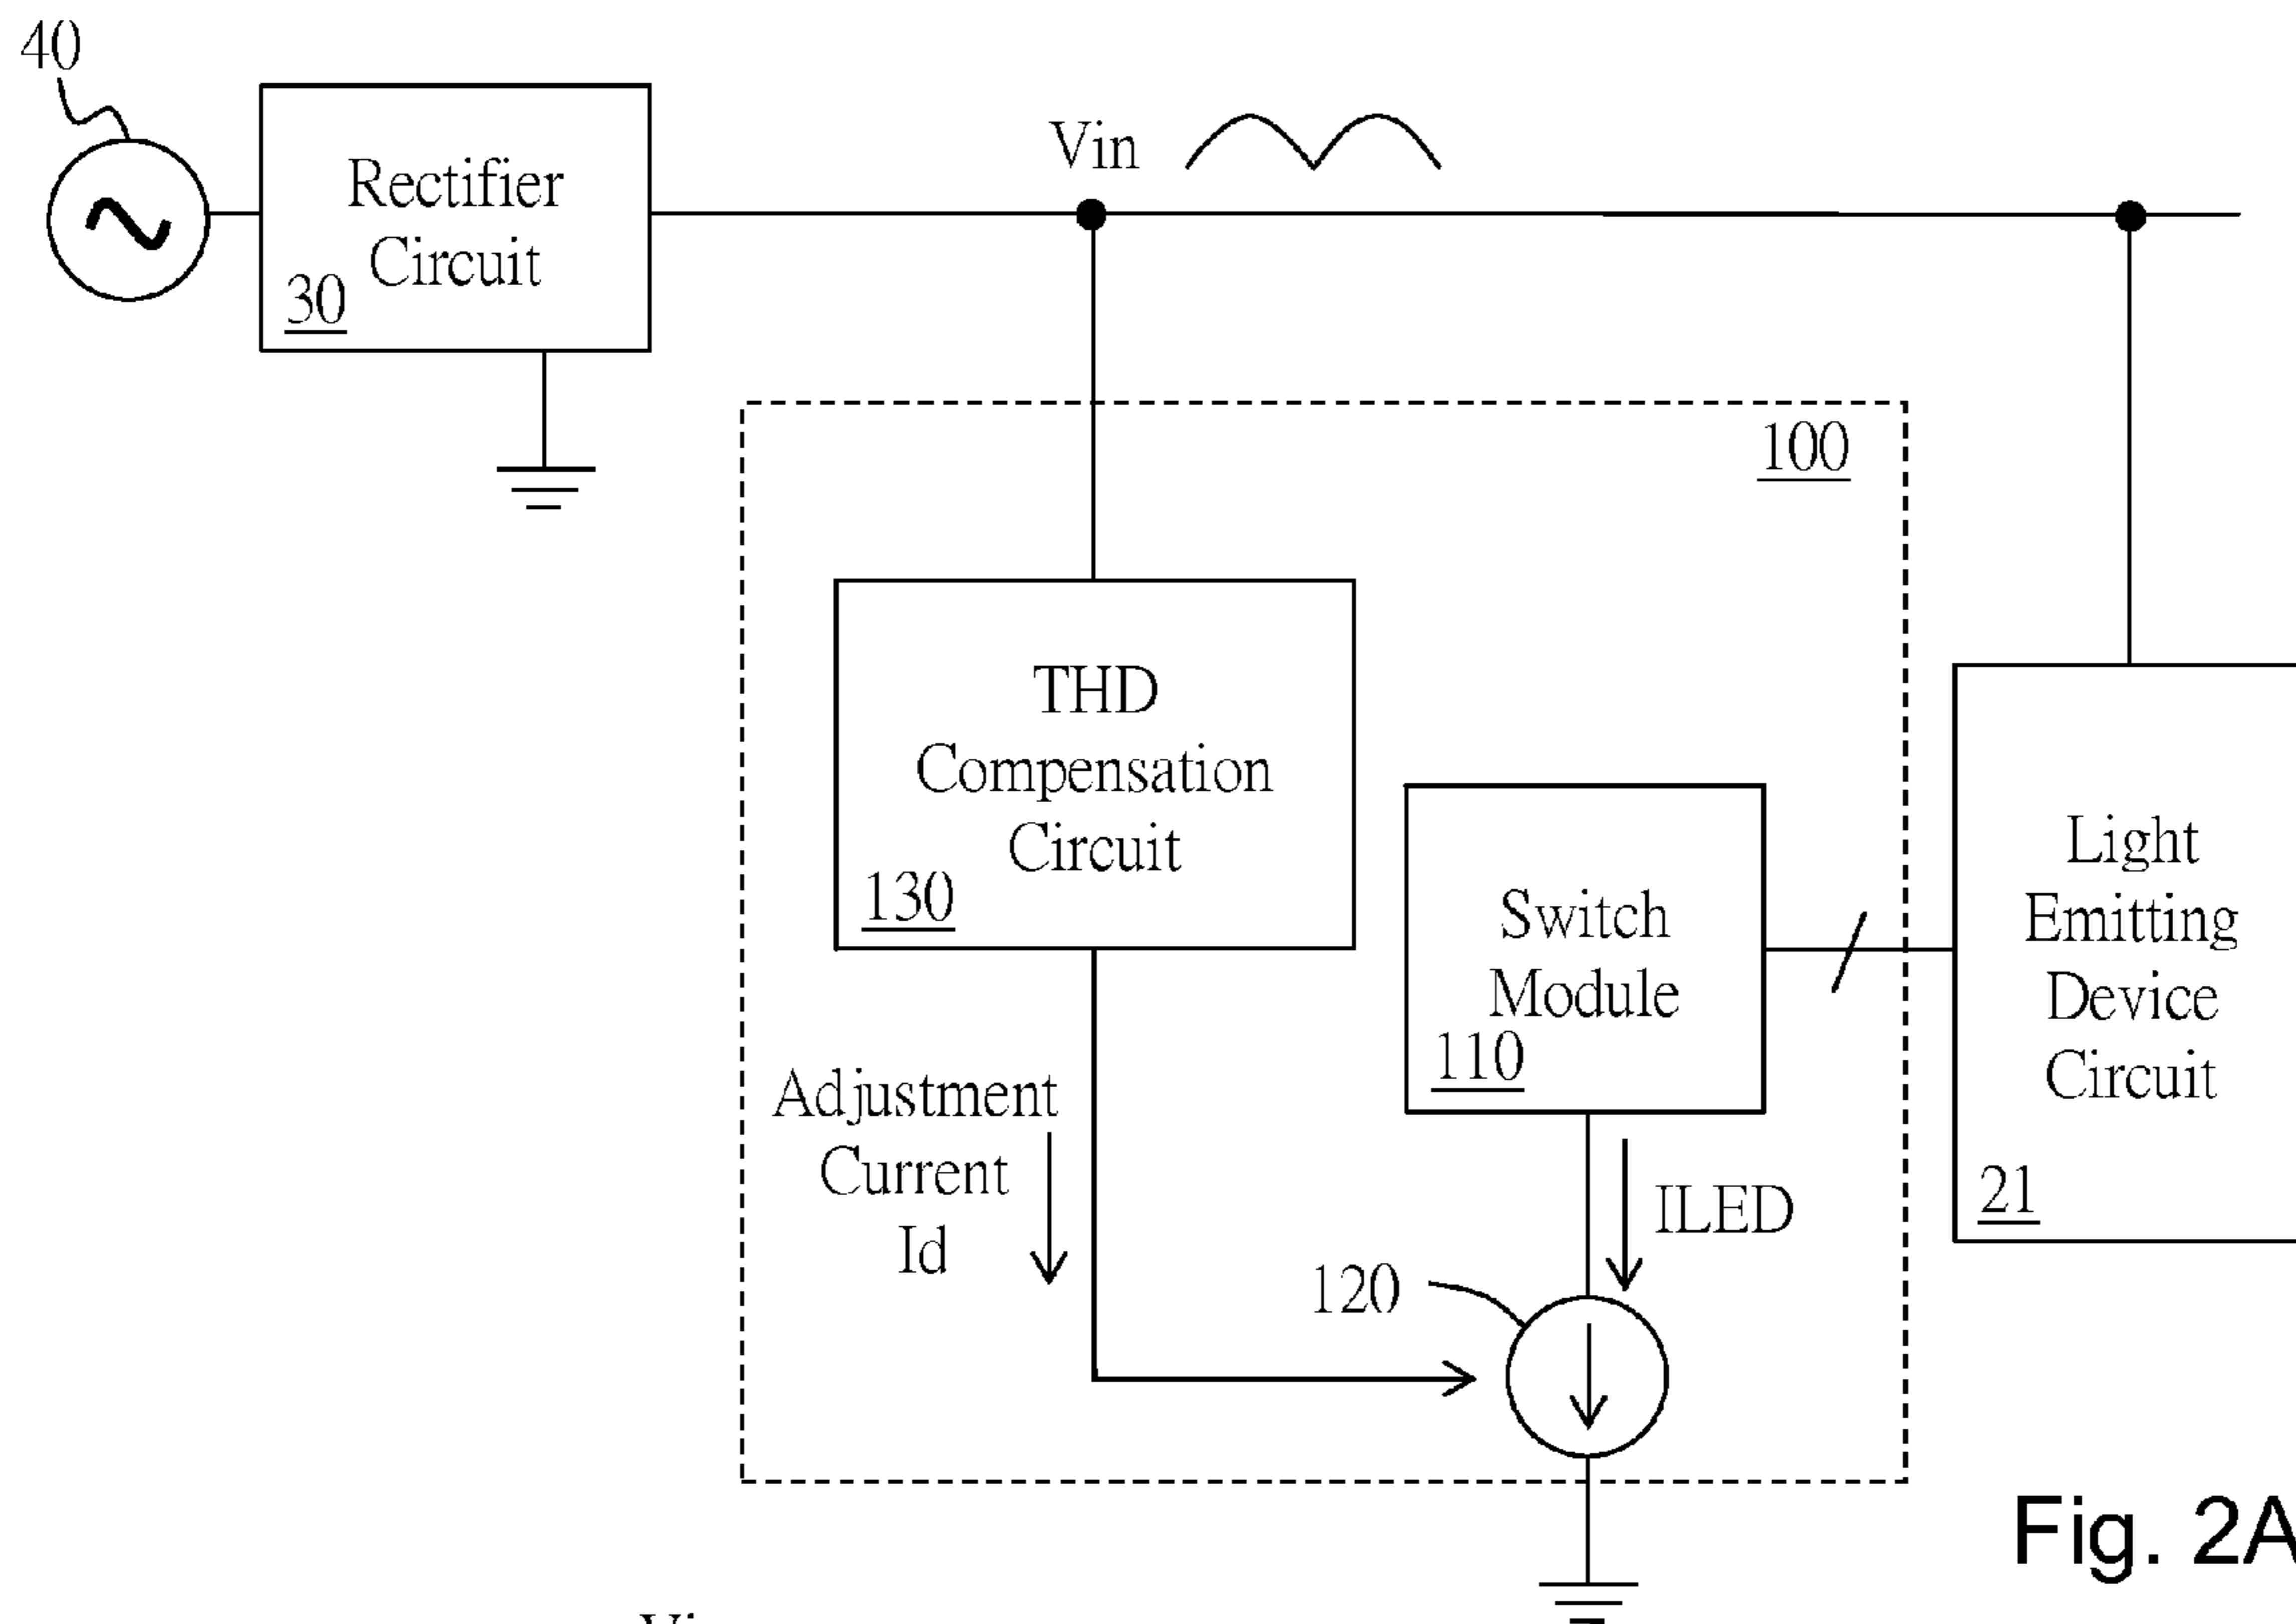 40
Rectifier
Circuit
30
Vin
100
THD
Compensation
Circuit
130
Switch
Module
110
Light
Emitting
Device
Circuit
21
Adjustment
Current
Id
ILED
120
Fig. 2A